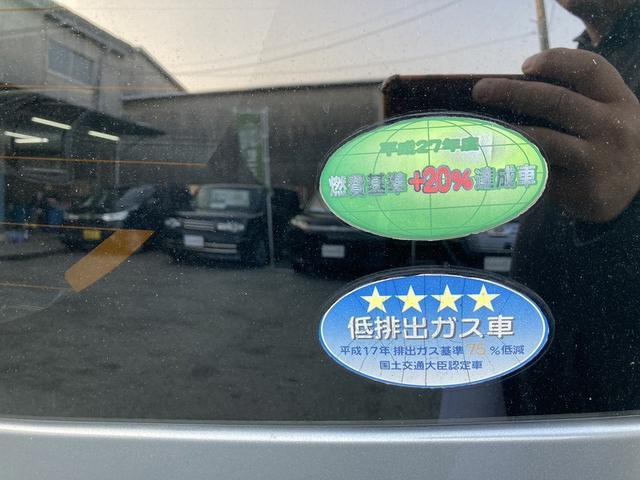 平成27年度
燃費基準+20%達成車
低排出ガス車
平成17年排出ガス基準75%低減
国土交通大臣認定車